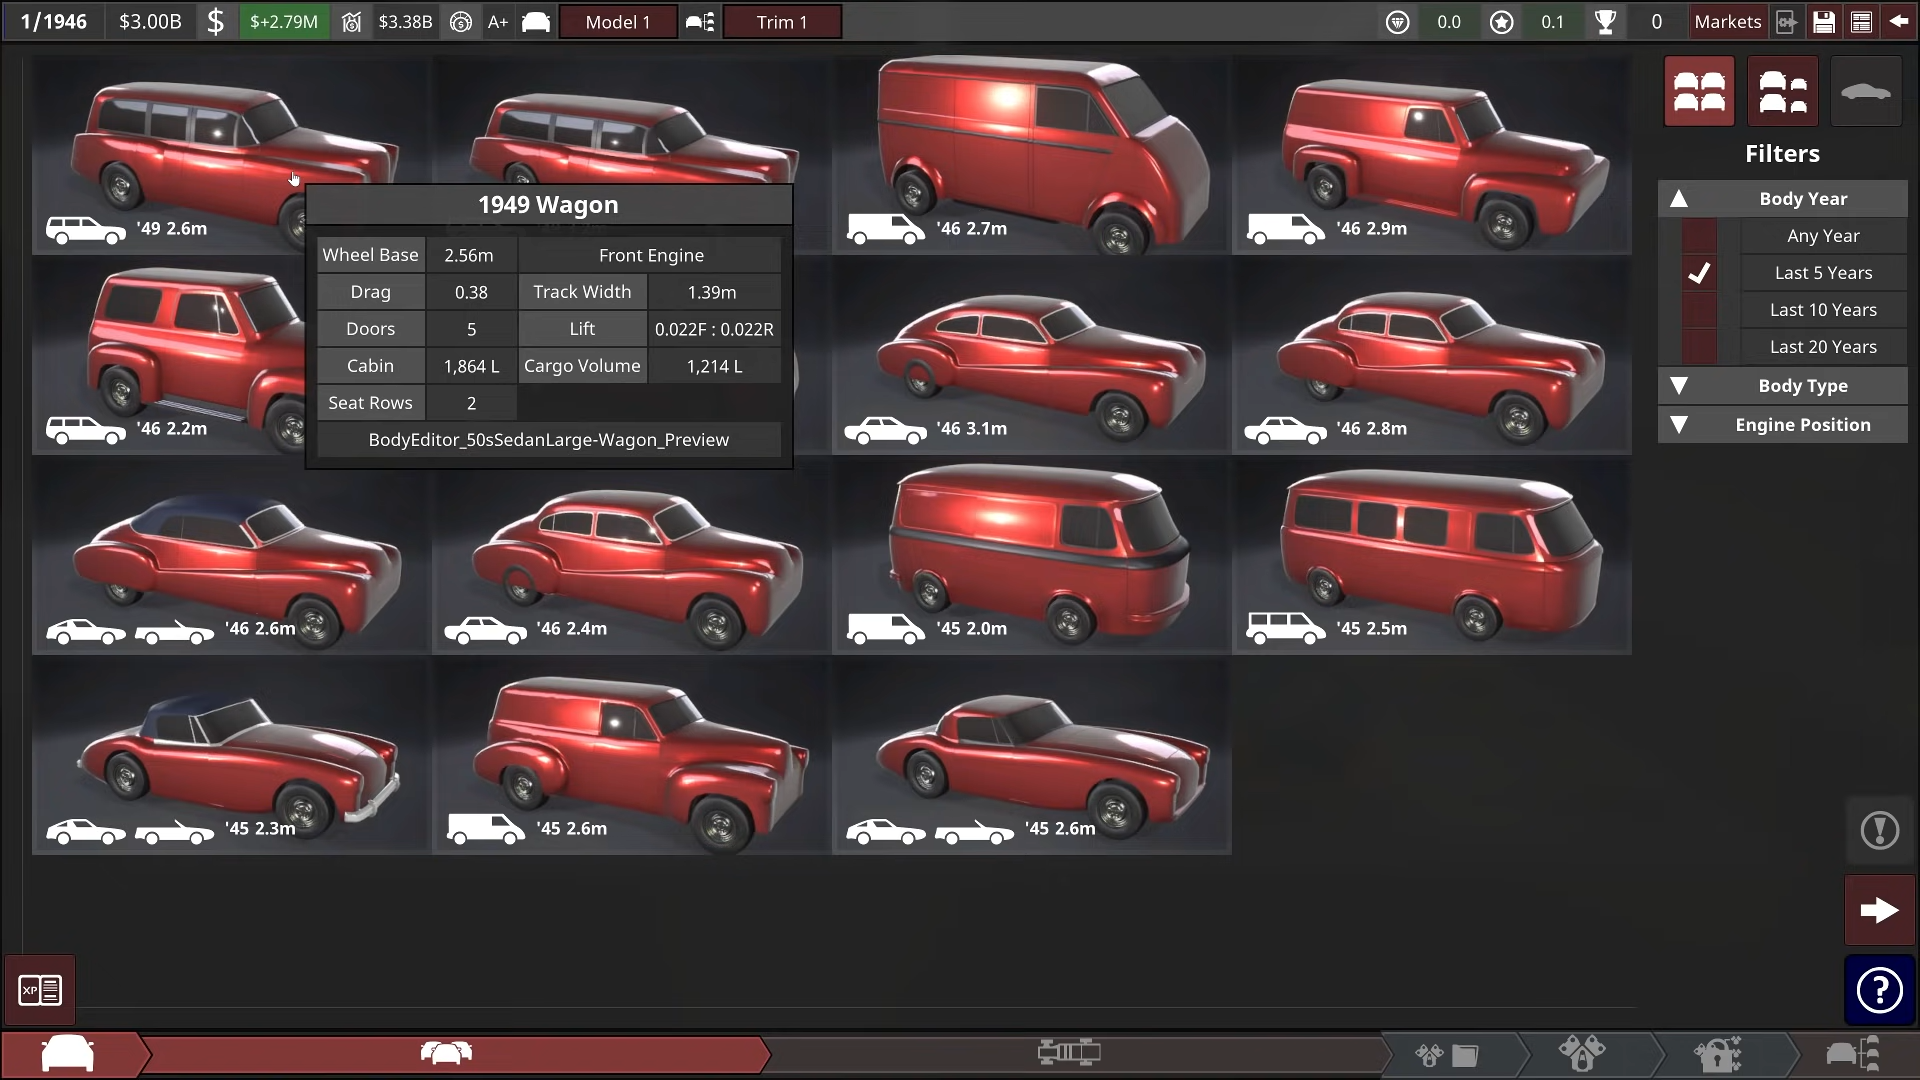 1/1946 $3.00B $+2.79M $3.38B A+ Model 1 Trim 1 0.0 0.1 0 Markets
'49 2.6m
'46 2.7m
'46 2.9m
1949 Wagon
Wheel Base 2.56m Front Engine
Drag 0.38 Track Width 1.39m
Doors 5 Lift 0.022F : 0.022R
Cabin 1,864 L Cargo Volume 1,214 L
Seat Rows 2
BodyEditor_50sSedanLarge-Wagon_Preview
'46 2.2m
'46 3.1m
'46 2.8m
'46 2.6m
'46 2.4m
'45 2.0m
'45 2.5m
'45 2.3m
'45 2.6m
'45 2.6m
Filters
Body Year
Any Year
Last 5 Years
Last 10 Years
Last 20 Years
Body Type
Engine Position
XP
?